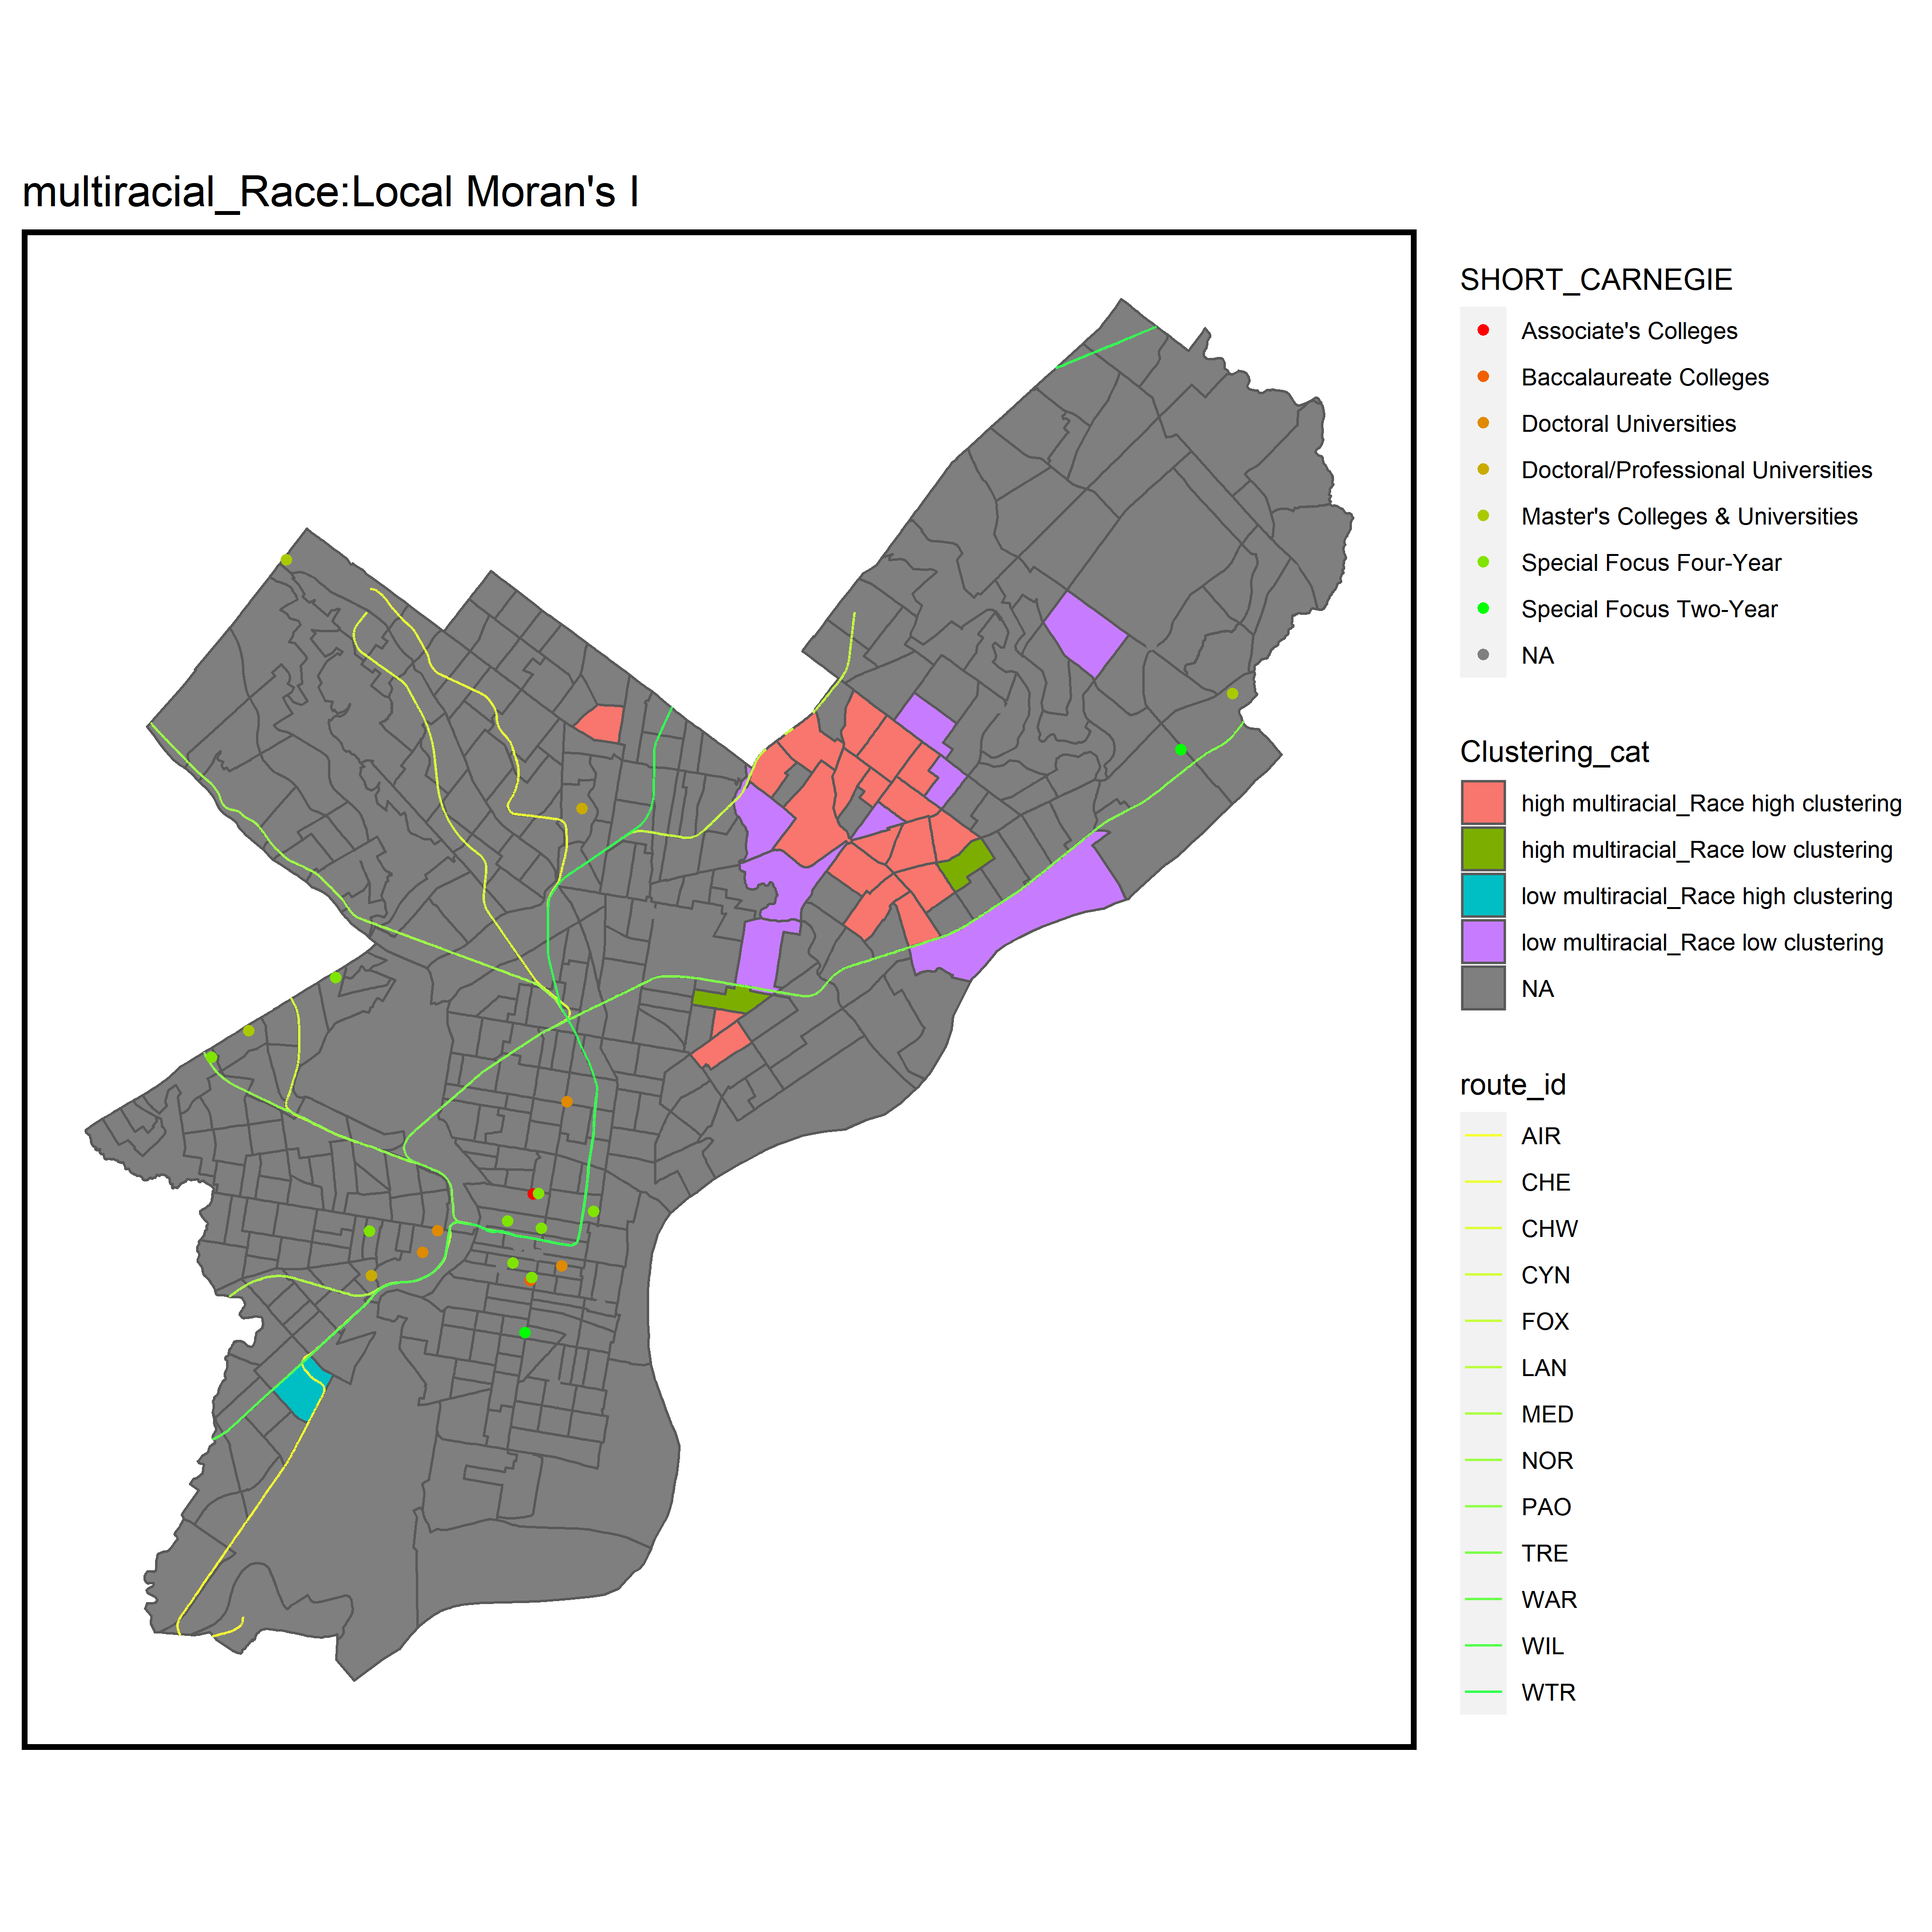 multiracial_Race:Local Moran's I
SHORT_CARNEGIE
Associate's Colleges
Baccalaureate Colleges
Doctoral Universities
Doctoral/Professional Universities
Master's Colleges & Universities
Special Focus Four-Year
Special Focus Two-Year
NA
Clustering_cat
high multiracial_Race high clustering
high multiracial_Race low clustering
low multiracial_Race high clustering
low multiracial_Race low clustering
NA
route_id
AIR
CHE
CHW
CYN
FOX
LAN
MED
NOR
PAO
TRE
WAR
WIL
WTR